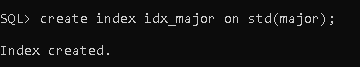 SQL> create index idx_major on std(major);
Index created.